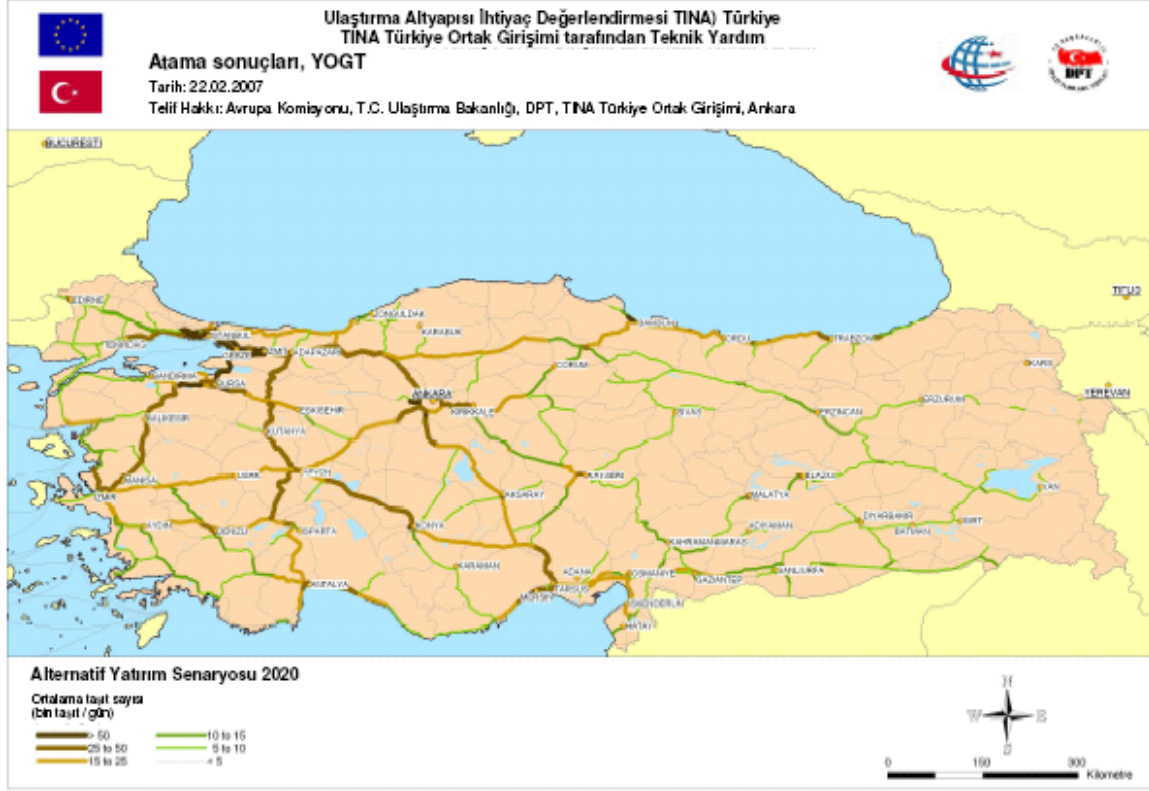 Ulaştırma Altyapısı İhtiyaç Değerlendirmesi TINA) Türkiye
TINA Türkiye Ortak Girişimi tarafından Teknik Yardım
Atama sonuçları, YOGT
Tarih: 22.02.2007
Telif Hakkı: Avrupa Komisyonu, T.C. Ulaştırma Bakanlığı, DPT, TINA Türkiye Ortak Girişimi, Ankara
DPT
BUCURESTI
TIFLIS
EDIRNE
ZONGULDAK
KARABUK
SAMSUN
ORDU
TRABZON
TEKIRDAG
ISTANBUL
GEBZE
IZMIT
ADAPAZARI
CORUM
KARS
YEREVAN
BANDIRMA
BURSA
ANKARA
KIRIKKALE
ERZURUM
BALIKESIR
ESKISEHIR
SIVAS
ERZINCAN
KUTAHYA
MANISA
USAK
AFYON
KAYSERI
ELAZIG
VAN
IZMIR
AKSARAY
MALATYA
AYDIN
DENIZLI
ISPARTA
KONYA
DIYARBAKIR
BATMAN
SIIRT
ADIYAMAN
KAHRAMANMARAS
KARAMAN
ADANA
OSMANIYE
GAZIANTEP
SANLIURFA
ANTALYA
MERSIN
TARSUS
ISKENDERUN
HATAY
Alternatif Yatırım Senaryosu 2020
Ortalama taşıt sayısı
(bin taşıt / gün)
> 50
25 to 50
15 to 25
10 to 15
5 to 10
< 5
N
W
E
S
0 150 300
Kilometre